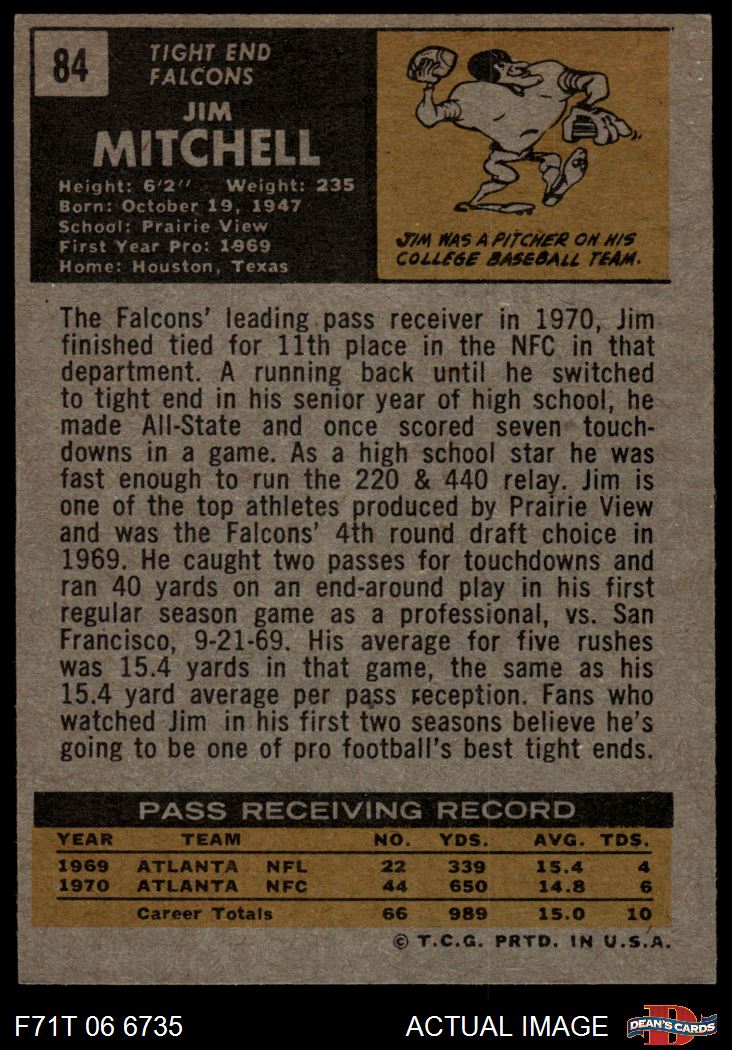 84
TIGHT END
FALCONS
JIM
MITCHELL
Height: 6'2" Weight: 235
Born: October 19, 1947
School: Prairie View
First Year Pro: 1969
Home: Houston, Texas
JIM WAS A PITCHER ON HIS
COLLEGE BASEBALL TEAM.
The Falcons' leading pass receiver in 1970, Jim
finished tied for 11th place in the NFC in that
department. A running back until he switched
to tight end in his senior year of high school, he
made All-State and once scored seven touch-
downs in a game. As a high school star he was
fast enough to run the 220 & 440 relay. Jim is
one of the top athletes produced by Prairie View
and was the Falcons' 4th round draft choice in
1969. He caught two passes for touchdowns and
ran 40 yards on an end-around play in his first
regular season game as a professional, vs. San
Francisco, 9-21-69. His average for five rushes
was 15.4 yards in that game, the same as his
15.4 yard average per pass reception. Fans who
watched Jim in his first two seasons believe he's
going to be one of pro football's best tight ends.
PASS RECEIVING RECORD
YEAR TEAM NO. YDS. AVG. TDS.
1969 ATLANTA NFL 22 339 15.4 4
1970 ATLANTA NFC 44 650 14.8 6
Career Totals 66 989 15.0 10
© T.C.G. PRTD. IN U.S.A.
F71T 06 6735 ACTUAL IMAGE DEAN'S CARDS